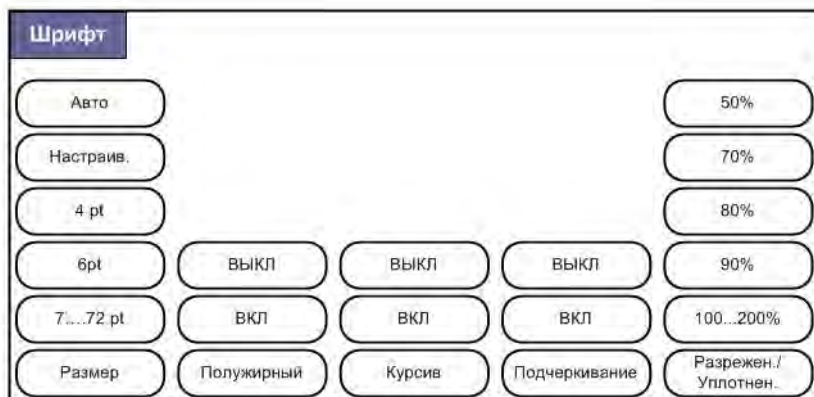 Шрифт
Авто
50%
Настраив.
70%
4 pt
80%
6pt
ВЫКЛ
ВЫКЛ
ВЫКЛ
90%
7....72 pt
ВКЛ
ВКЛ
ВКЛ
100...200%
Размер
Полужирный
Курсив
Подчеркивание
Разрежен./
Уплотнен.